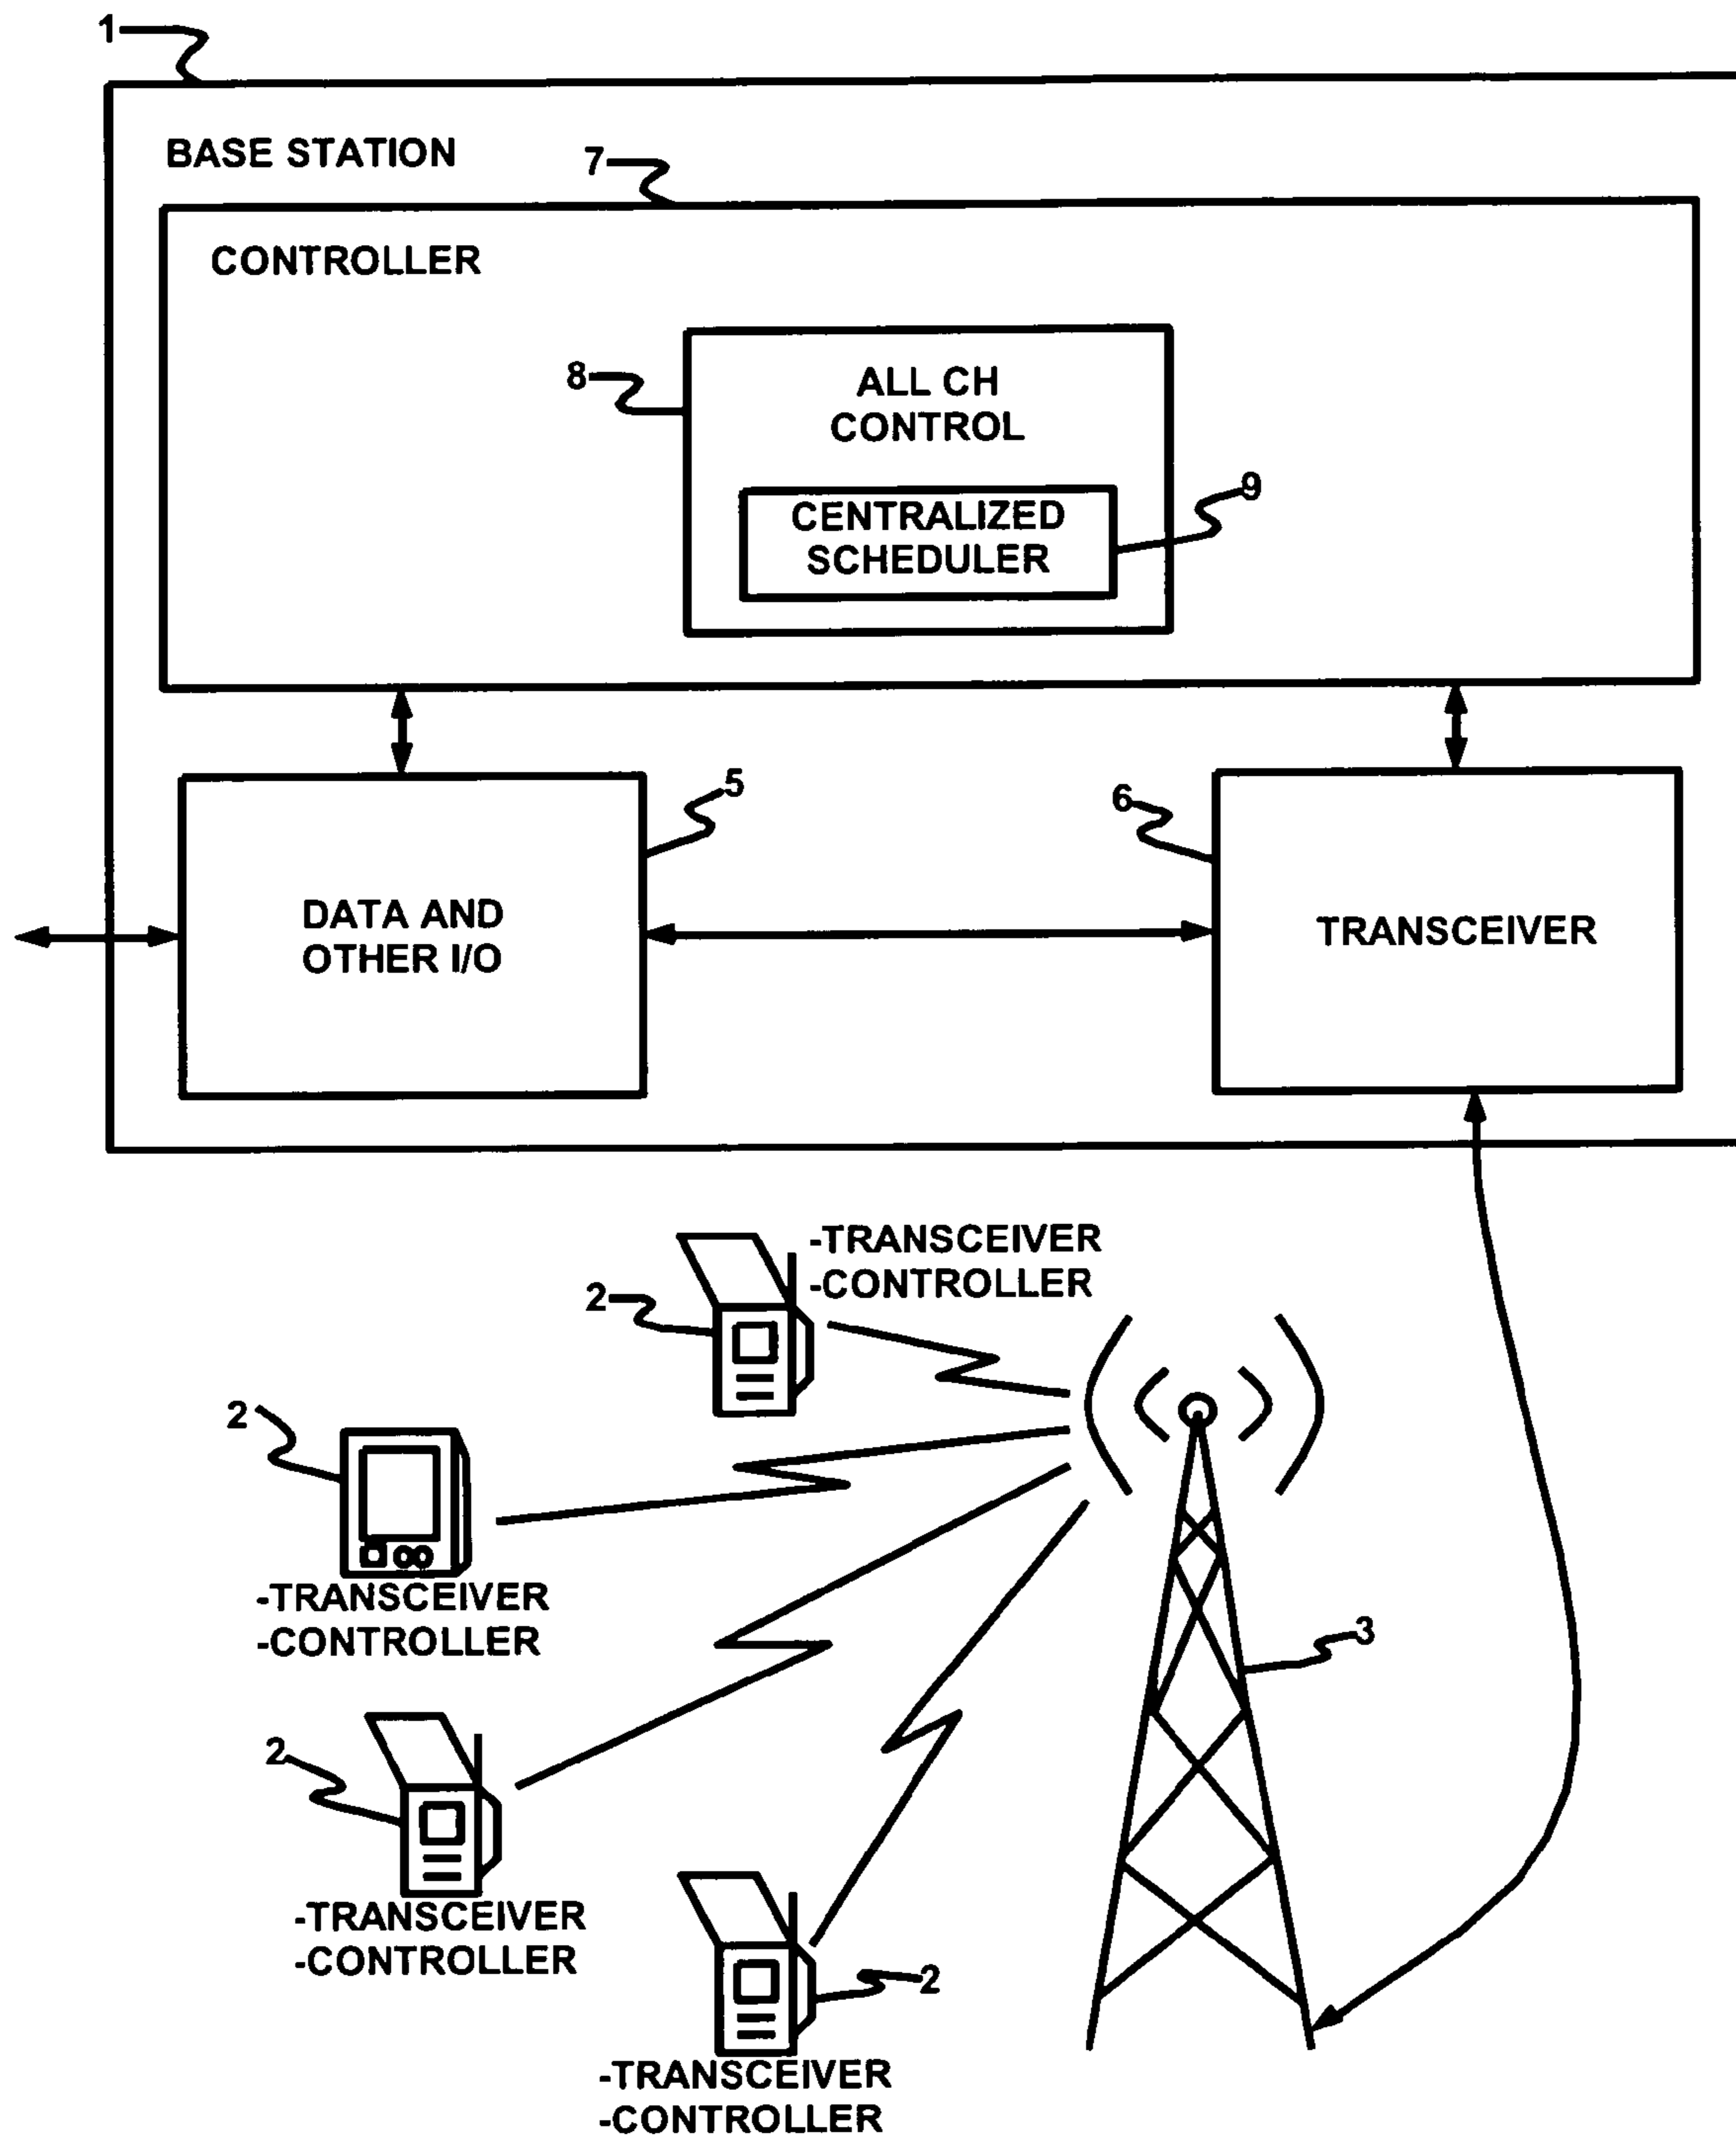 1
BASE STATION
7
CONTROLLER
8
ALL CH
CONTROL
9
CENTRALIZED
SCHEDULER
5
6
DATA AND
OTHER I/O
TRANSCEIVER
-TRANSCEIVER
-CONTROLLER
2
2
-TRANSCEIVER
-CONTROLLER
3
2
-TRANSCEIVER
-CONTROLLER
2
-TRANSCEIVER
-CONTROLLER